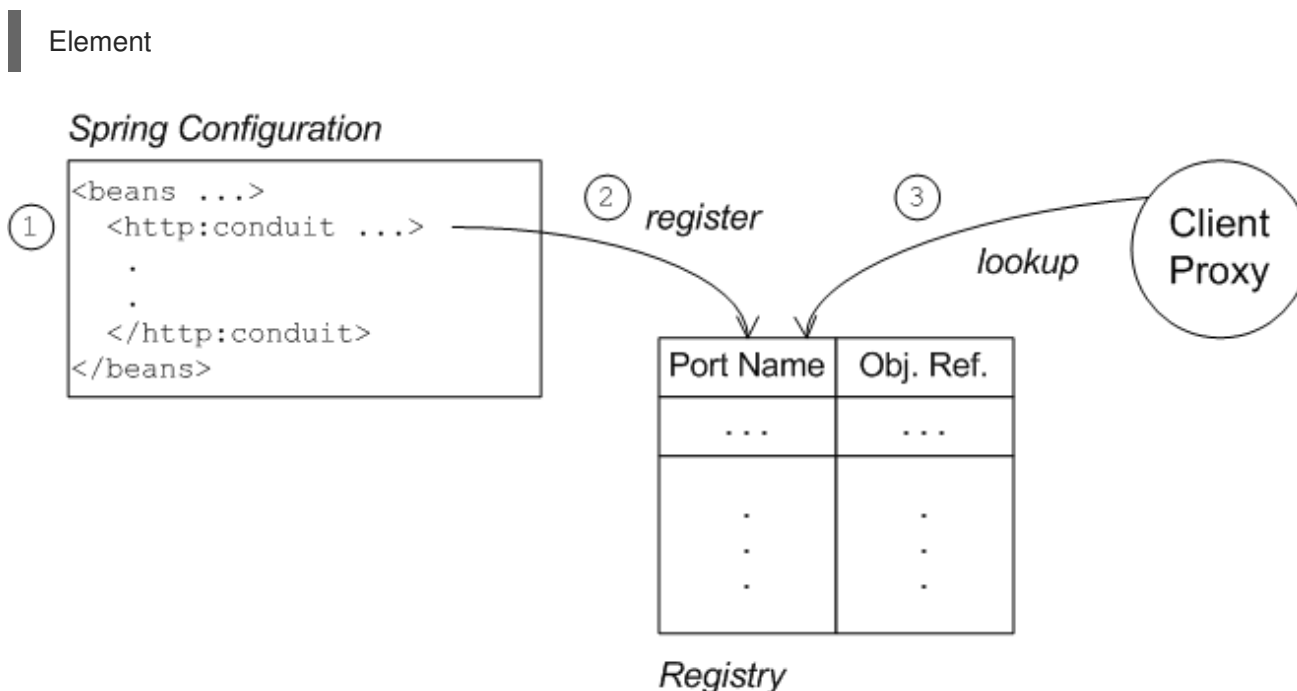 Element
Spring Configuration
1
<beans ...>
<http:conduit ...>
.
.
</http:conduit>
</beans>
2
register
3
lookup
Client
Proxy
Port Name Obj. Ref.
... ...
. .
. .
. .
Registry